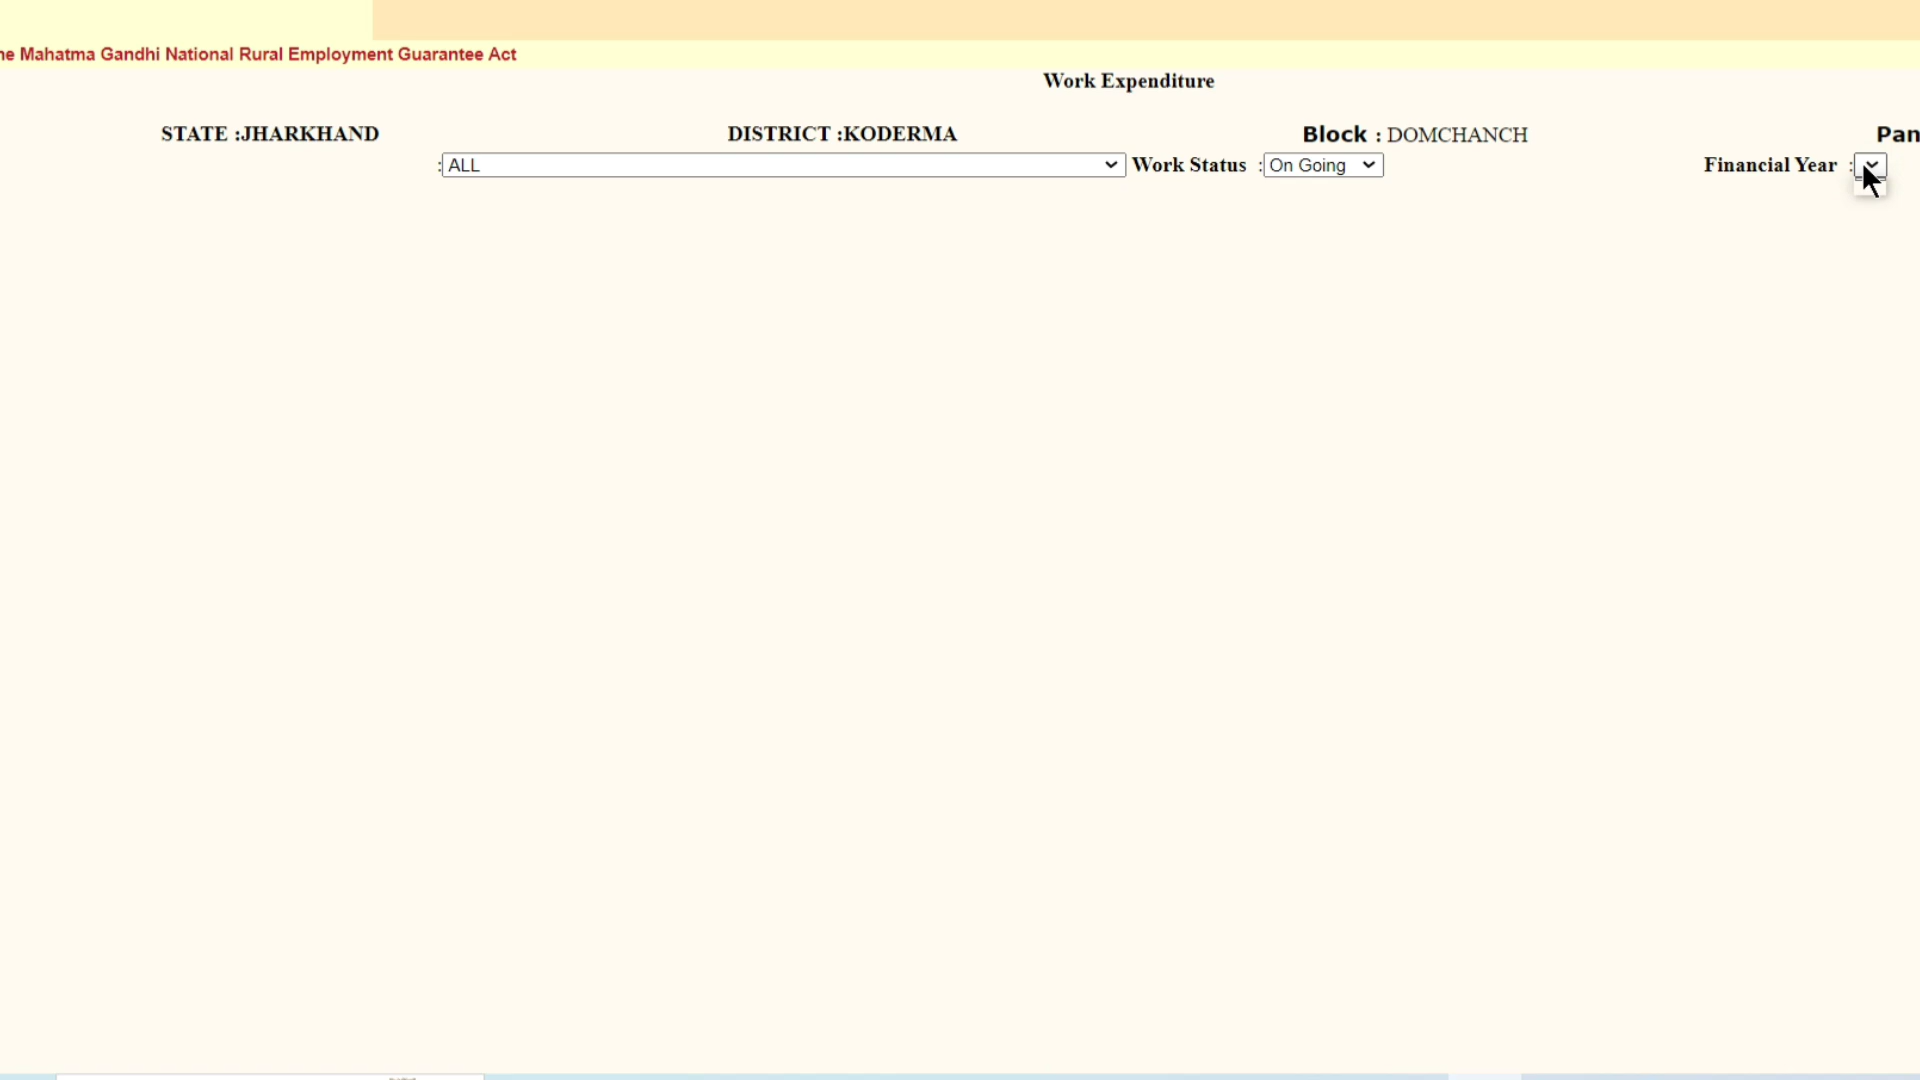 he Mahatma Gandhi National Rural Employment Guarantee Act
Work Expenditure
STATE :JHARKHAND DISTRICT :KODERMA Block : DOMCHANCH Pan
: ALL Work Status : On Going Financial Year :